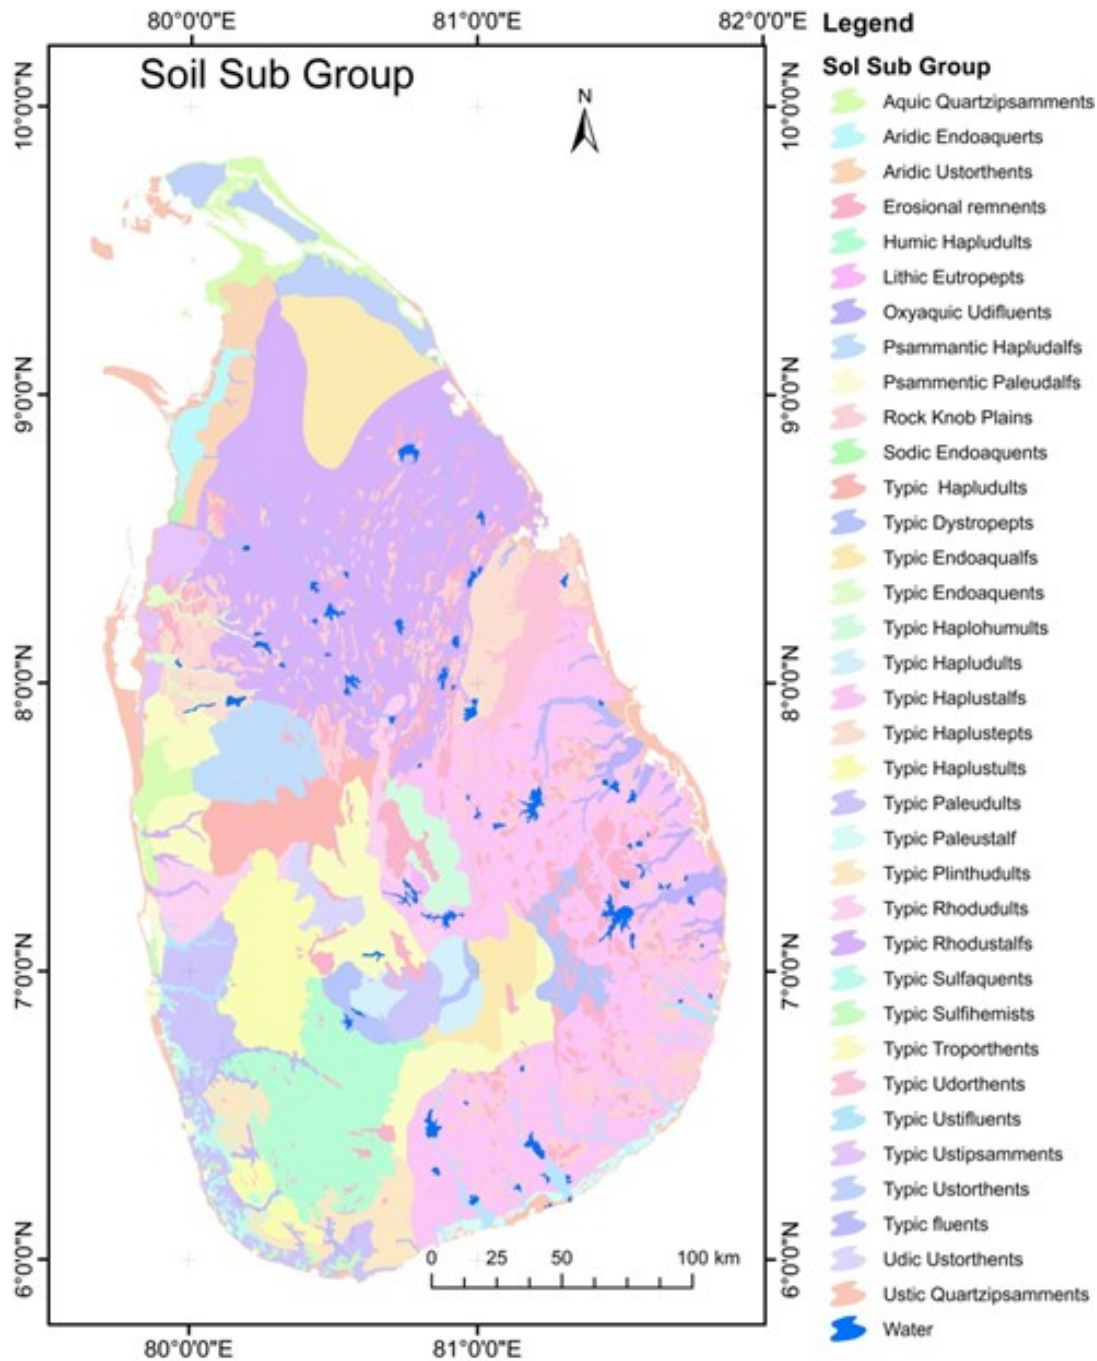 80°0'0"E 81°0'0"E 82°0'0"E
Soil Sub Group
N
10°0'0"N 10°0'0"N
9°0'0"N 9°0'0"N
8°0'0"N 8°0'0"N
7°0'0"N 7°0'0"N
6°0'0"N 6°0'0"N
0 25 50 100 km
80°0'0"E 81°0'0"E
Legend
Sol Sub Group
Aquic Quartzipsamments
Aridic Endoaquerts
Aridic Ustorthents
Erosional remnents
Humic Hapludults
Lithic Eutropepts
Oxyaquic Udifluents
Psammantic Hapludalfs
Psammentic Paleudalfs
Rock Knob Plains
Sodic Endoaquents
Typic Hapludults
Typic Dystropepts
Typic Endoaqualfs
Typic Endoaquents
Typic Haplohumults
Typic Hapludults
Typic Haplustalfs
Typic Haplustepts
Typic Haplustults
Typic Paleudults
Typic Paleustalf
Typic Plinthudults
Typic Rhodudults
Typic Rhodustalfs
Typic Sulfaquents
Typic Sulfihemists
Typic Troporthents
Typic Udorthents
Typic Ustifluents
Typic Ustipsamments
Typic Ustorthents
Typic fluents
Udic Ustorthents
Ustic Quartzipsamments
Water